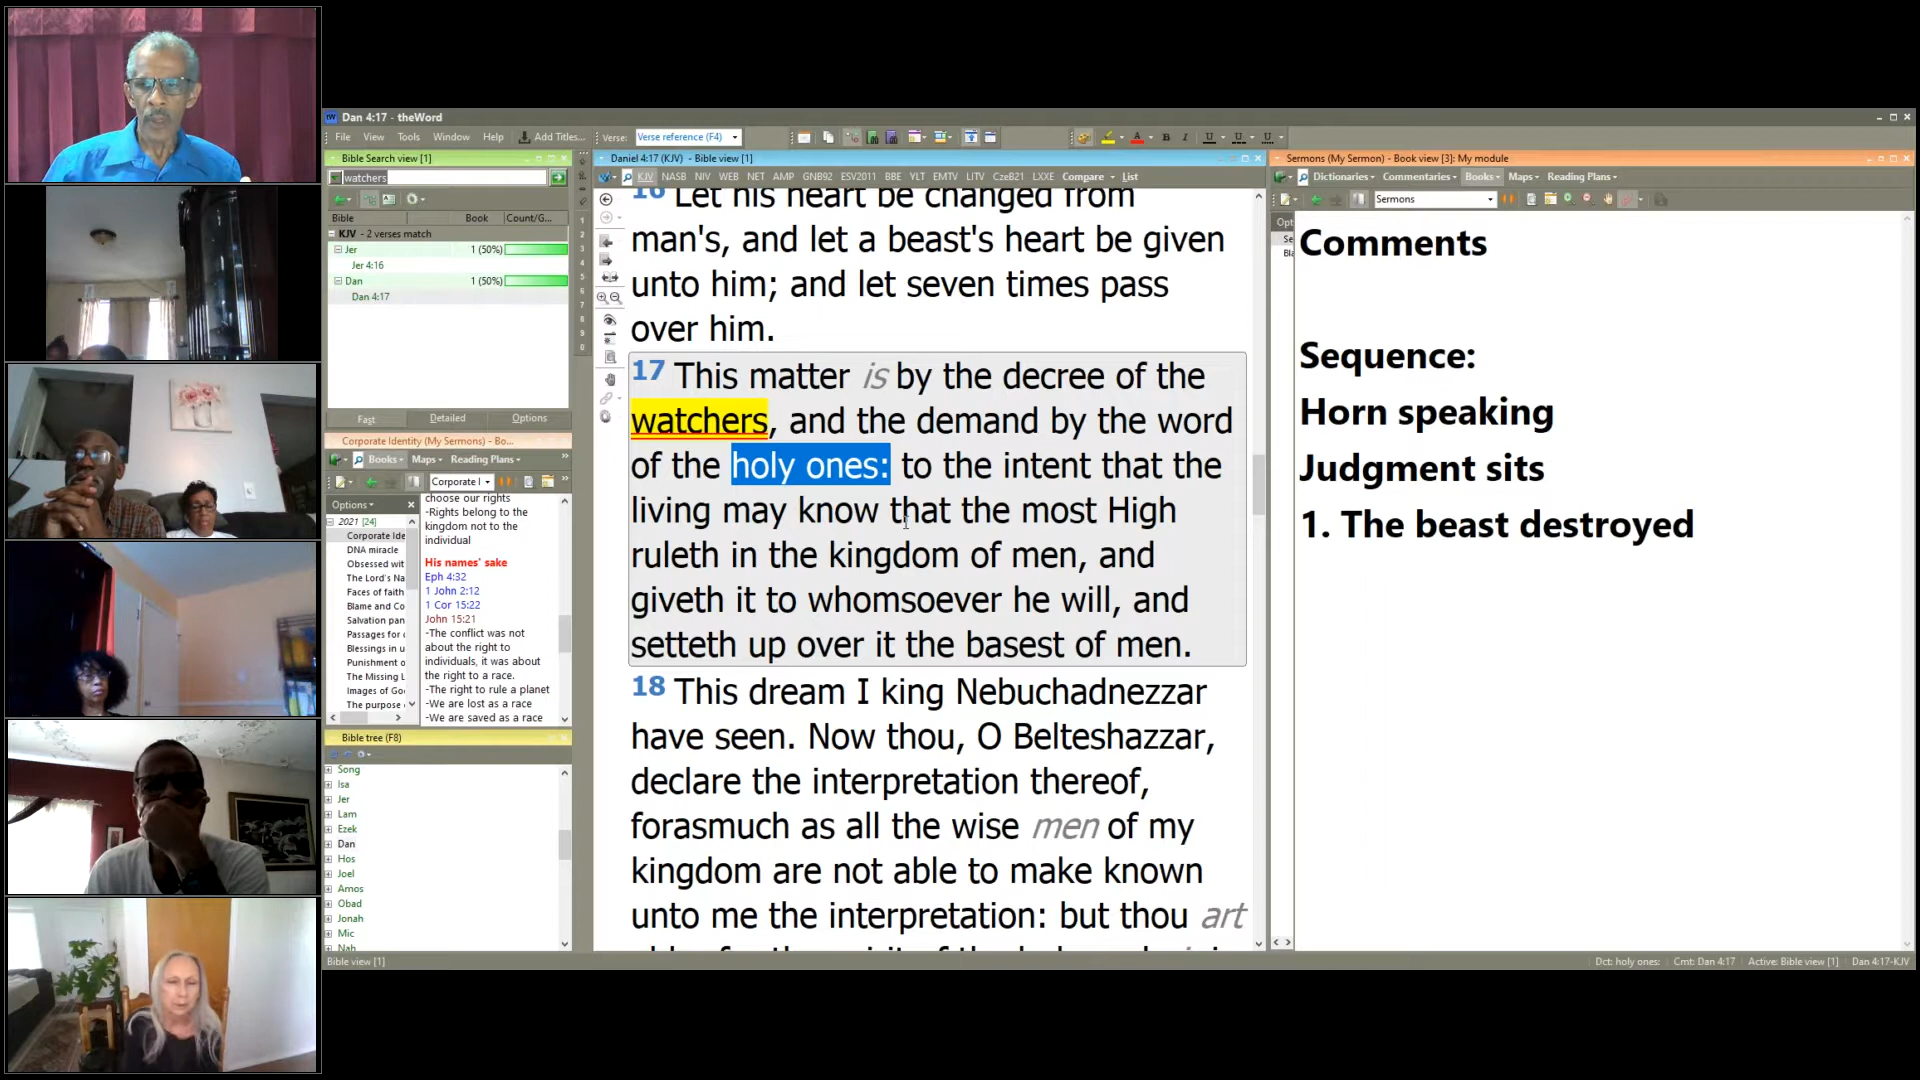 Dan 4:17 - theWord
File View Tools Window Help Add Titles... Verse: Verse reference (F4)
Bible Search view [1]
watchers
Bible Book Count/G...
KJV - 2 verses match
Jer 1 (50%)
Jer 4:16
Dan 1 (50%)
Dan 4:17
Fast Detailed Options
Corporate Identity (My Sermons) - Bo...
Books Maps Reading Plans »
Corporate I »
Options
2021 [24]
Corporate Ide
DNA miracle
Obsessed wit
The Lord's Na
Faces of faith
Blame and Co
Salvation pan
Passages for
Blessings in u
Punishment o
The Missing L
Images of Go
The purpose
choose our rights
-Rights belong to the
kingdom not to the
individual
His names' sake
Eph 4:32
1 John 2:12
1 Cor 15:22
John 15:21
-The conflict was not
about the right to
individuals, it was about
the right to a race.
-The right to rule a planet
-We are lost as a race
-We are saved as a race
Bible tree (F8)
Song
Isa
Jer
Lam
Ezek
Dan
Hos
Joel
Amos
Obad
Jonah
Mic
Nah
Daniel 4:17 (KJV) - Bible view [1]
KJV NASB NIV WEB NET AMP GNB92 ESV2011 BBE YLT EMTV LITV CzeB21 LXXE Compare List
16 Let his heart be changed from
man's, and let a beast's heart be given
unto him; and let seven times pass
over him.
17 This matter is by the decree of the
watchers, and the demand by the word
of the holy ones: to the intent that the
living may know that the most High
ruleth in the kingdom of men, and
giveth it to whomsoever he will, and
setteth up over it the basest of men.
18 This dream I king Nebuchadnezzar
have seen. Now thou, O Belteshazzar,
declare the interpretation thereof,
forasmuch as all the wise men of my
kingdom are not able to make known
unto me the interpretation: but thou art
Sermons (My Sermon) - Book view [3]: My module
Dictionaries Commentaries Books Maps Reading Plans
Sermons
Opt
Se
Bla
Comments
Sequence:
Horn speaking
Judgment sits
1. The beast destroyed
Bible view [1] Dct: holy ones: Cmt: Dan 4:17 Active: Bible view [1] Dan 4:17-KJV